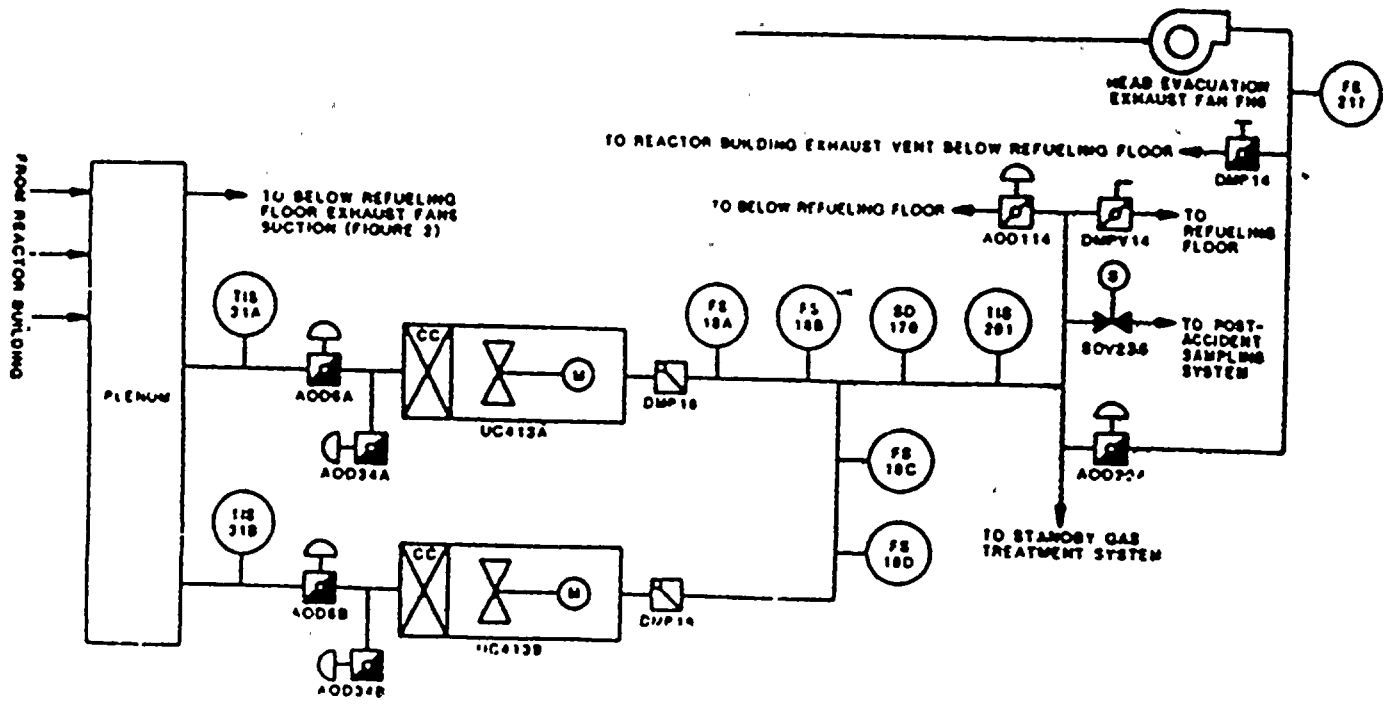 HEAD EVACUATION
EXHAUST FAN FN6
FS
217
TO REACTOR BUILDING EXHAUST VENT BELOW REFUELING FLOOR
DMP14
TO BELOW REFUELING FLOOR
AOD114
DMPV14
TO
REFUELING
FLOOR
FROM REACTOR BUILDING
TO BELOW REFUELING
FLOOR EXHAUST FANS
SUCTION (FIGURE 2)
TIS
31A
AOD6A
CC
M
UC413A
DMP16
FS
18A
FS
18B
SD
170
TIS
201
S
SOV235
TO POST-
ACCIDENT
SAMPLING
SYSTEM
PLENUM
AOD34A
FS
18C
TIS
31B
AOD6B
CC
M
UC413B
FS
18D
TO STANDBY GAS
TREATMENT SYSTEM
AOD34B